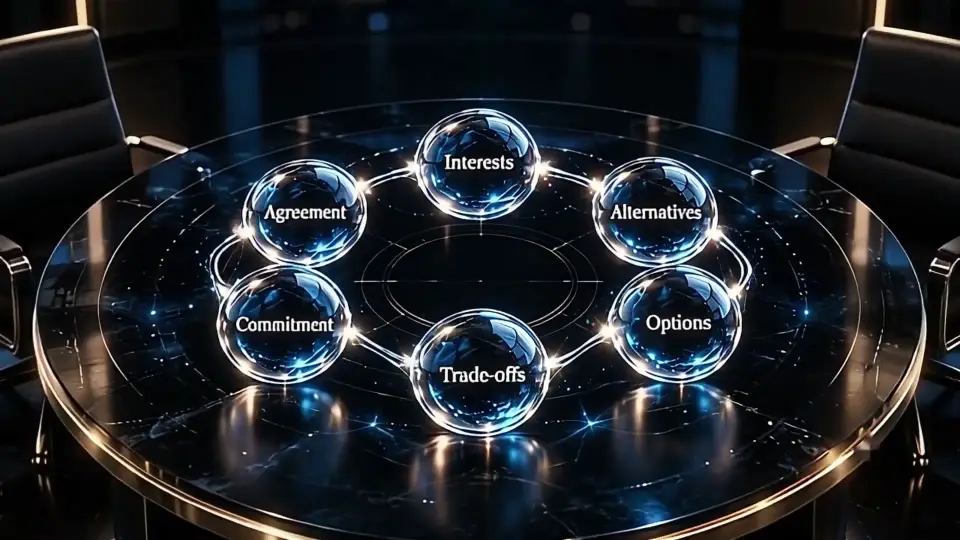 Interests
Agreement
Alternatives
Commitment
Options
Trade-offs